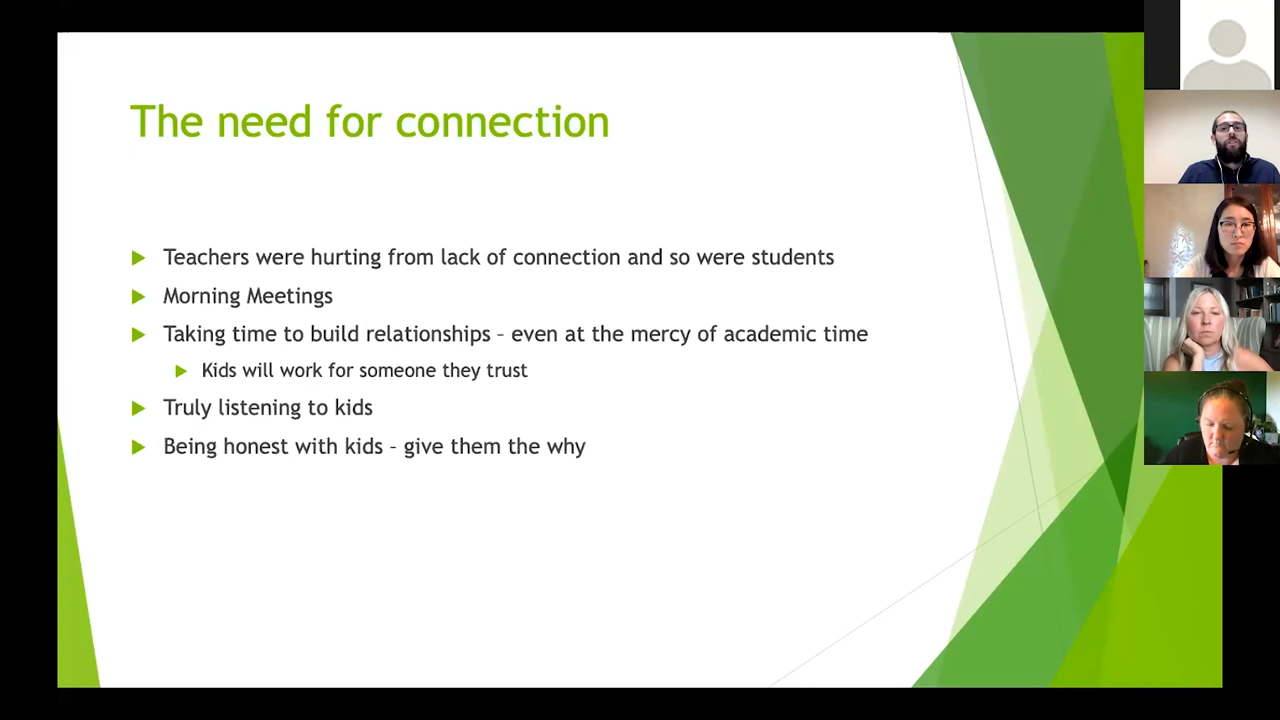 The need for connection
Teachers were hurting from lack of connection and so were students
Morning Meetings
Taking time to build relationships – even at the mercy of academic time
Kids will work for someone they trust
Truly listening to kids
Being honest with kids – give them the why